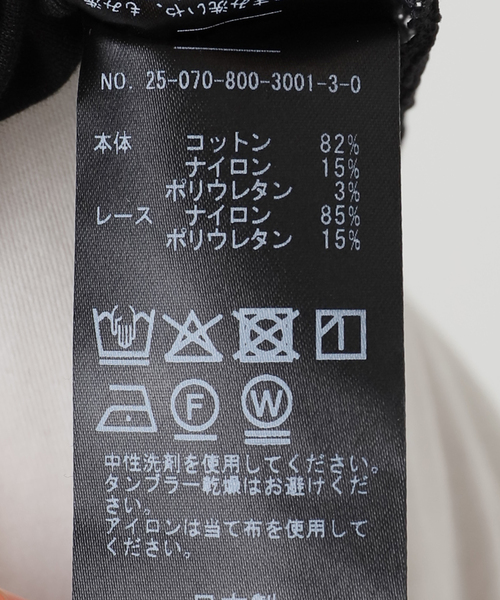 NO. 25-070-800-3001-3-0
本体 コットン 82%
ナイロン 15%
ポリウレタン 3%
レース ナイロン 85%
ポリウレタン 15%
F W
中性洗剤を使用してください。
タンブラー乾燥はお避けくだ
さい。
アイロンは当て布を使用して
ください。
日本製